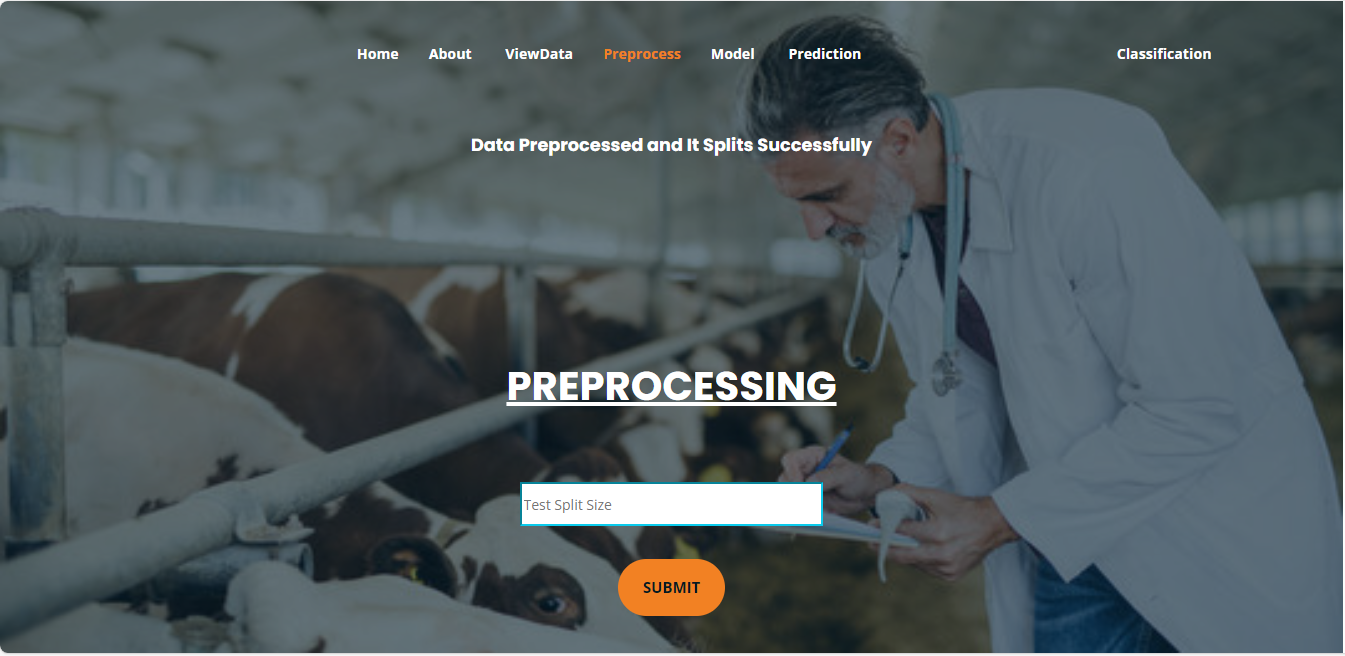 Home About ViewData Preprocess Model Prediction Classification
Data Preprocessed and It Splits Successfully
PREPROCESSING
Test Split Size
SUBMIT